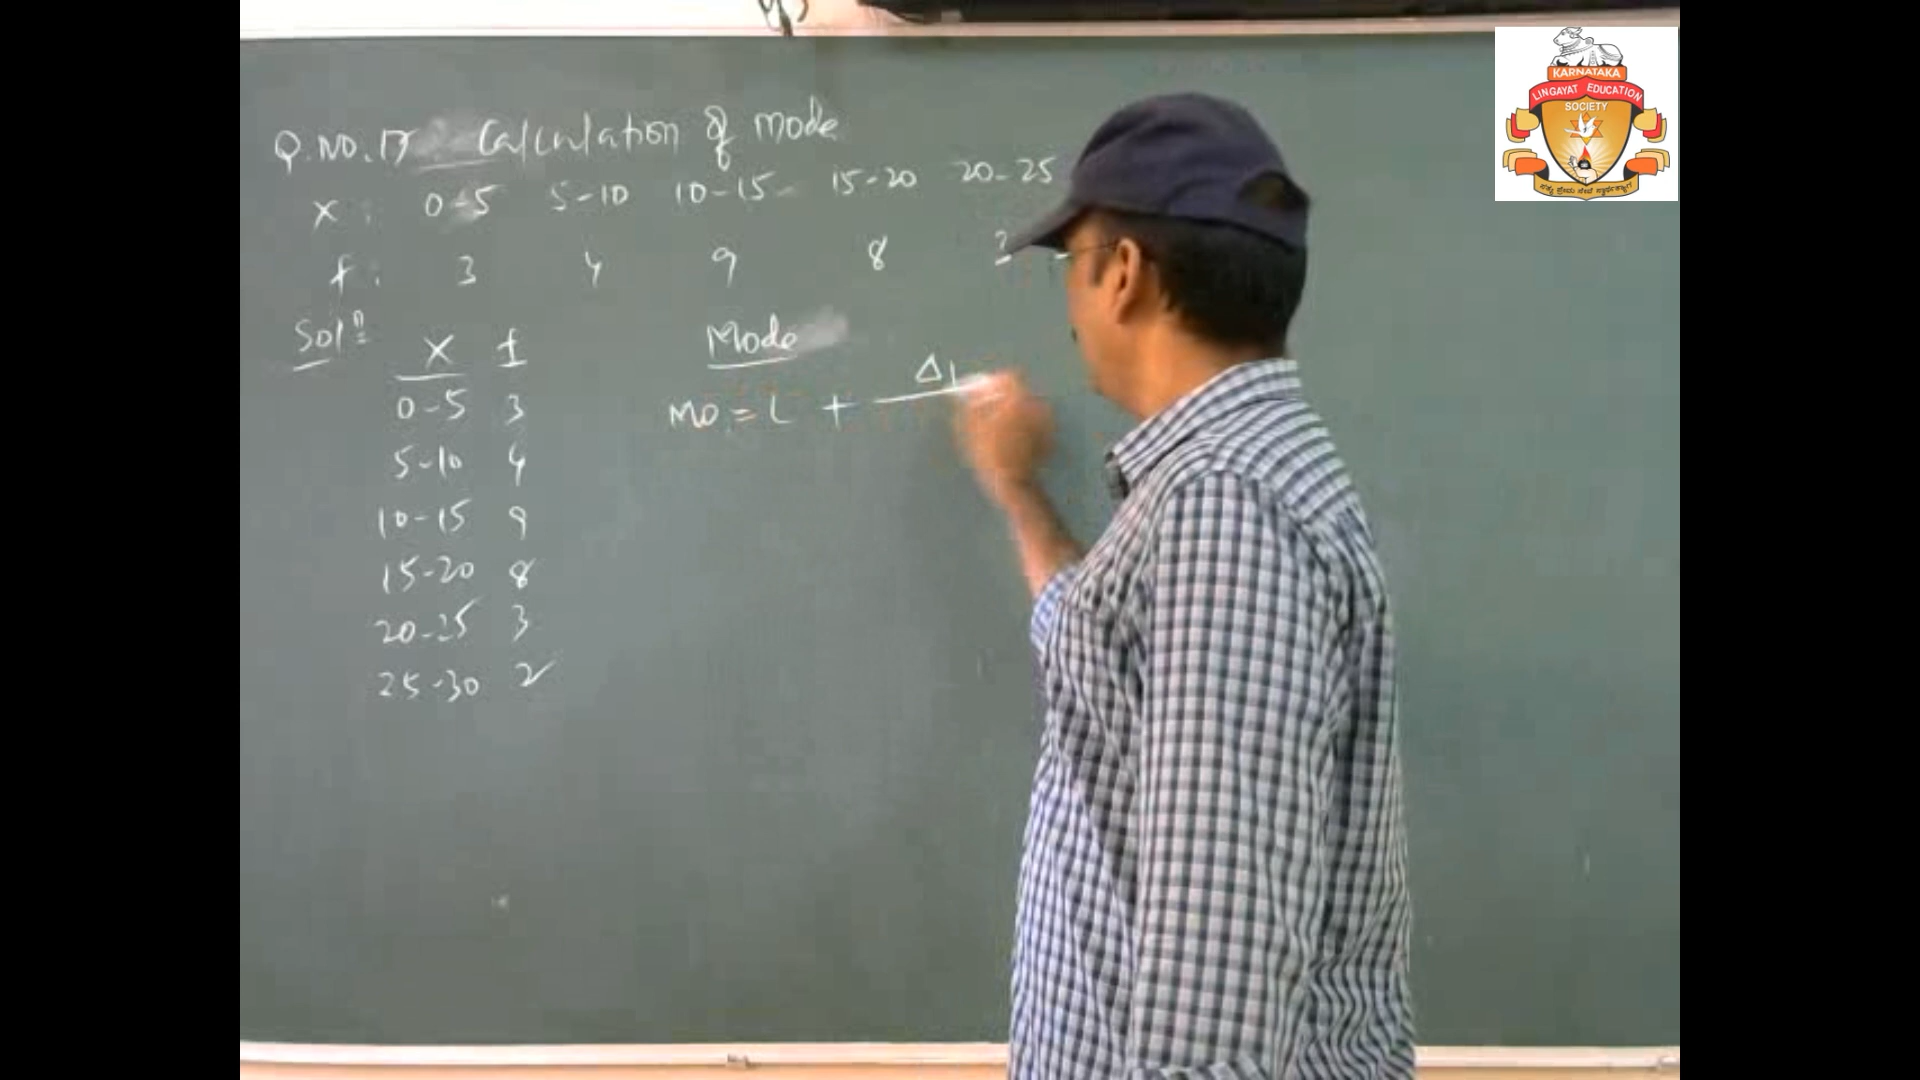 Q.NO.17 Calculation of mode
X : 0-5 5-10 10-15 15-20 20-25
f : 3 4 9 8 3
Solⁿ
X f
0-5 3
5-10 4
10-15 9
15-20 8
20-25 3
25-30 2
Mode
Mo = L + Δ1
KARNATAKA
LINGAYAT EDUCATION
SOCIETY